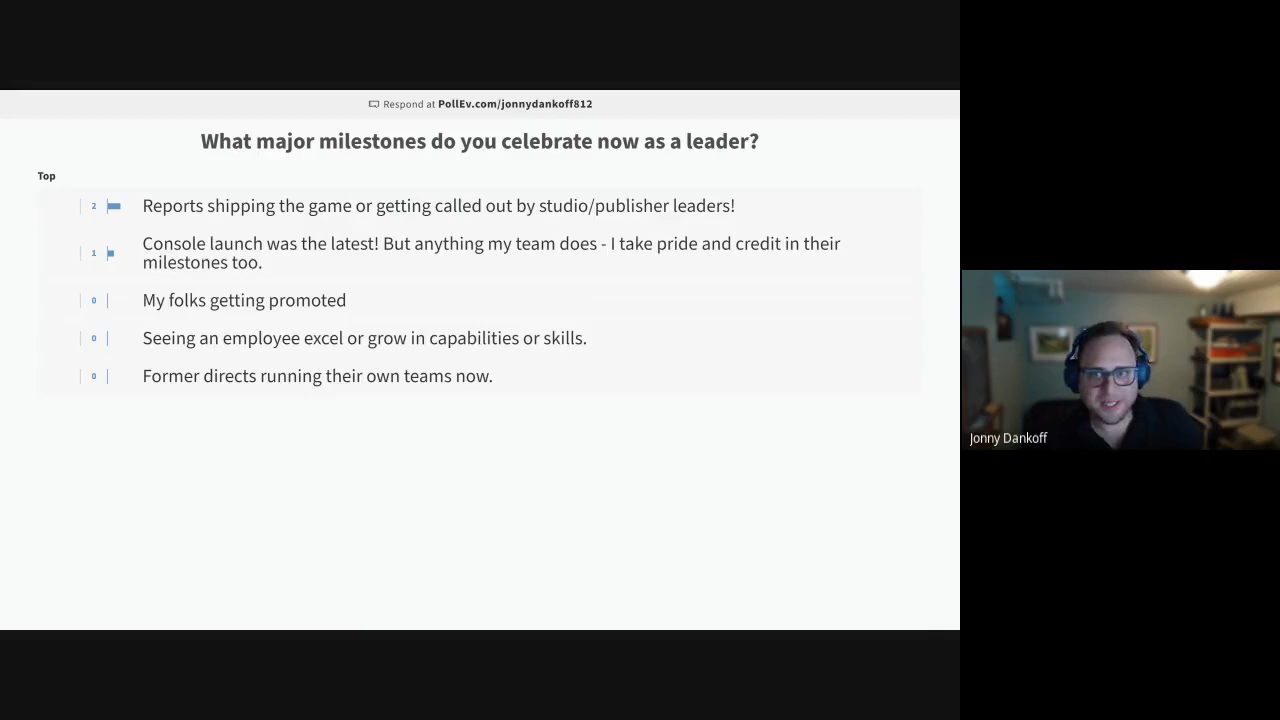 Respond at PollEv.com/jonnydankoff812
What major milestones do you celebrate now as a leader?
Top
2 Reports shipping the game or getting called out by studio/publisher leaders!
1 Console launch was the latest! But anything my team does - I take pride and credit in their
milestones too.
0 My folks getting promoted
0 Seeing an employee excel or grow in capabilities or skills.
0 Former directs running their own teams now.
Jonny Dankoff